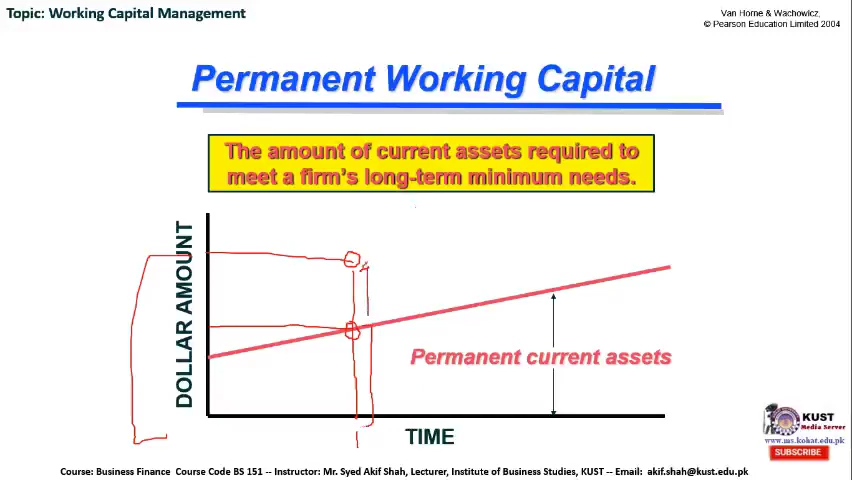 Topic: Working Capital Management
Van Horne & Wachowicz,
© Pearson Education Limited 2004
Permanent Working Capital
The amount of current assets required to
meet a firm's long-term minimum needs.
DOLLAR AMOUNT
Permanent current assets
TIME
KUST
Media Server
www.ms.kohat.edu.pk
SUBSCRIBE
Course: Business Finance Course Code BS 151 -- Instructor: Mr. Syed Akif Shah, Lecturer, Institute of Business Studies, KUST -- Email: akif.shah@kust.edu.pk